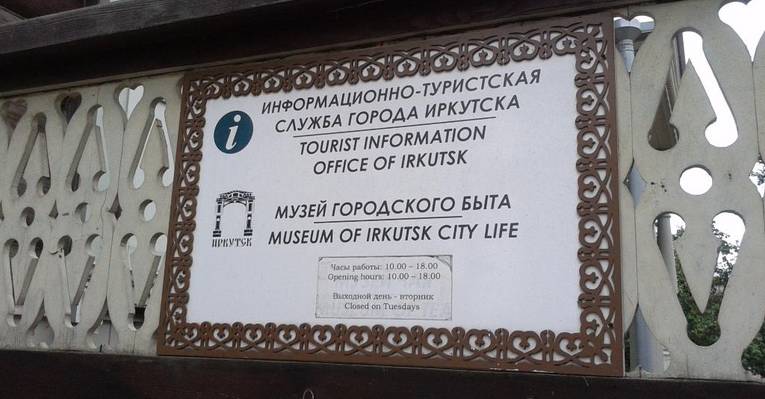 ИНФОРМАЦИОННО-ТУРИСТСКАЯ
СЛУЖБА ГОРОДА ИРКУТСКА
TOURIST INFORMATION
OFFICE OF IRKUTSK
i
МУЗЕЙ ГОРОДСКОГО БЫТА
MUSEUM OF IRKUTSK CITY LIFE
ИРКУТСК
Часы работы: 10.00 – 18.00
Opening hours: 10.00 – 18.00
Выходной день - вторник
Closed on Tuesdays